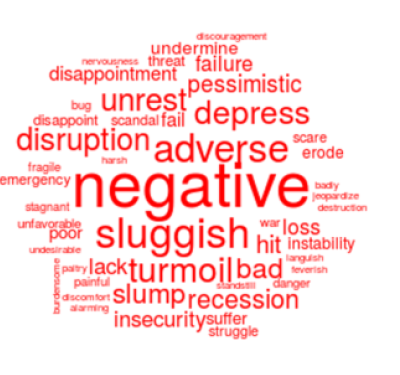 discouragement
undermine
nervousness threat failure
disappointment
pessimistic
bug unrest
depress
disappoint scandal fail
disruption adverse scare
erode
harsh
fragile
emergency negative badly
jeopardize
stagnant destruction
unfavorable sluggish war loss
poor hit instability
undesirable
languish
burdensome paltry lack turmoil bad feverish
painful standstill danger
discomfort slump recession
alarming
insecurity suffer
struggle